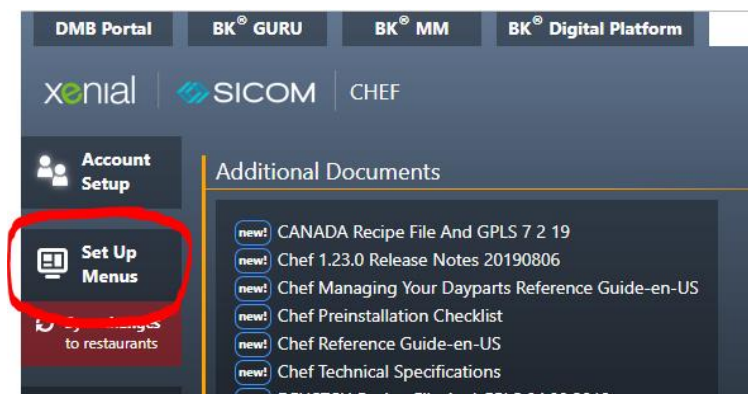 DMB Portal BK® GURU BK® MM BK® Digital Platform
xenial SICOM CHEF
Account
Setup
Set Up
Menus
to restaurants
Additional Documents
new! CANADA Recipe File And GPLS 7 2 19
new! Chef 1.23.0 Release Notes 20190806
new! Chef Managing Your Dayparts Reference Guide-en-US
new! Chef Preinstallation Checklist
new! Chef Reference Guide-en-US
new! Chef Technical Specifications